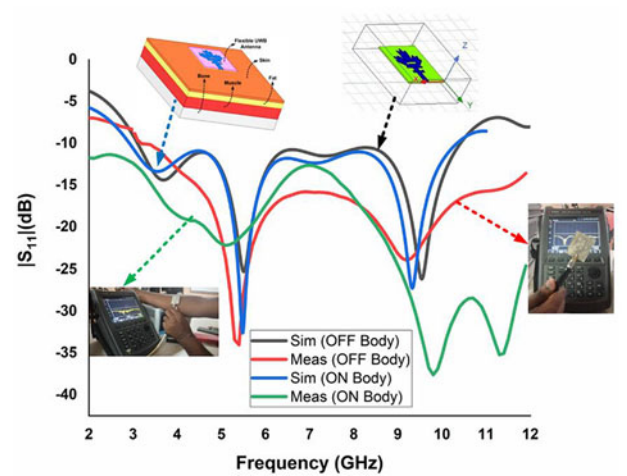 Flexible UWB
Antenna
Skin
Bone
Muscle
Fat
Z
Y
0
-5
-10
-15
-20
-25
-30
-35
-40
|S11|(dB)
Sim (OFF Body)
Meas (OFF Body)
Sim (ON Body)
Meas (ON Body)
2 3 4 5 6 7 8 9 10 11 12
Frequency (GHz)